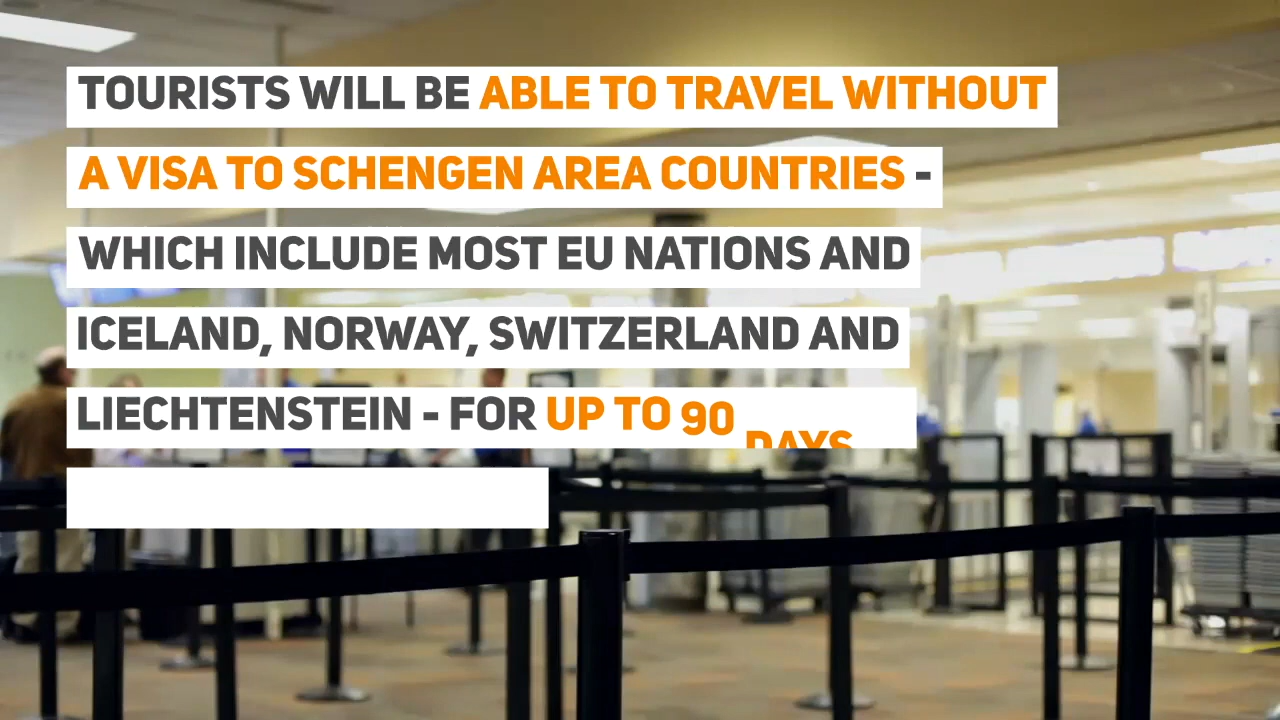 TOURISTS WILL BE ABLE TO TRAVEL WITHOUT
A VISA TO SCHENGEN AREA COUNTRIES -
WHICH INCLUDE MOST EU NATIONS AND
ICELAND, NORWAY, SWITZERLAND AND
LIECHTENSTEIN - FOR UP TO 90 DAYS